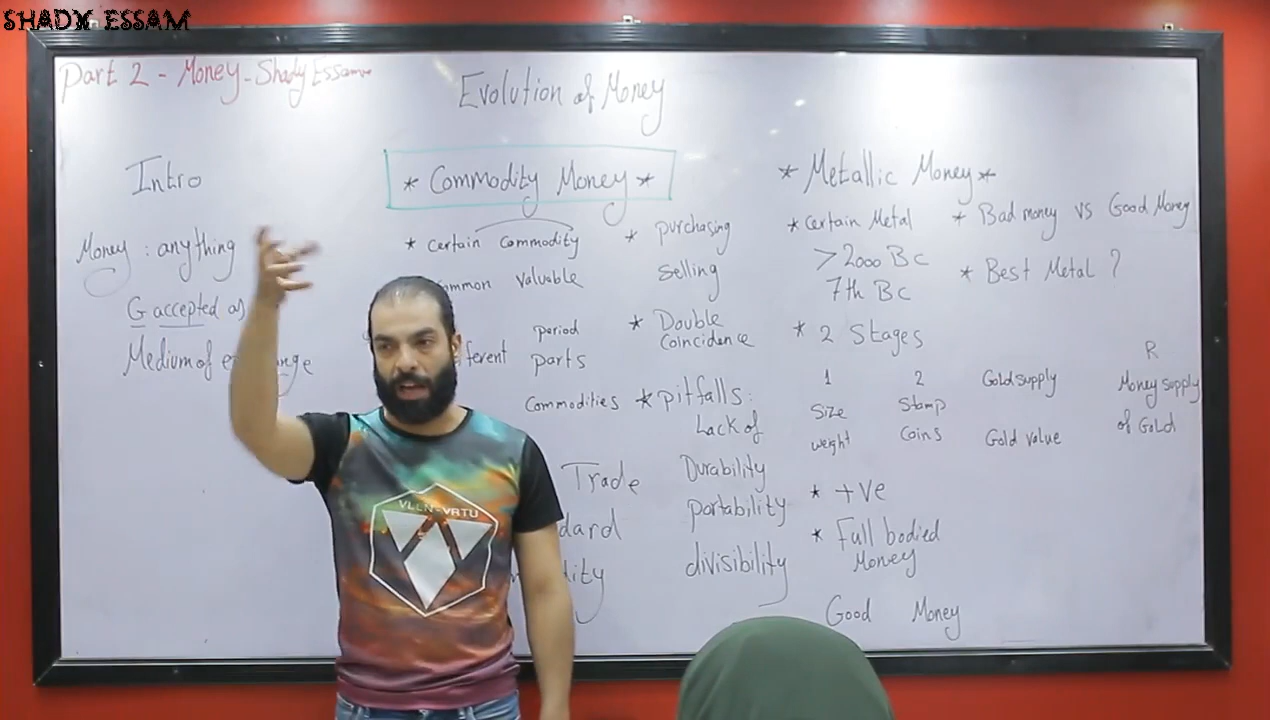 SHADX ESSAM
Part 2 - Money - Shady Essam
Evolution of Money
Intro
Money : anything
G accepted as
Medium of
* Commodity Money *
* certain commodity
common valuable
period
parts
commodities
Trade
* purchasing
selling
* Double
coincidence
* pitfalls :
Lack of
Durability
portability
divisibility
* Metallic Money *
* certain Metal
> 2000 BC
7th BC
* 2 Stages
1 2
Size Stamp
weight Coins
* +ve
* Full bodied
Money
Good Money
* Bad money vs Good Money
* Best Metal ?
R
Gold supply Money supply
of Gold
Gold value
VLLN-VRTU